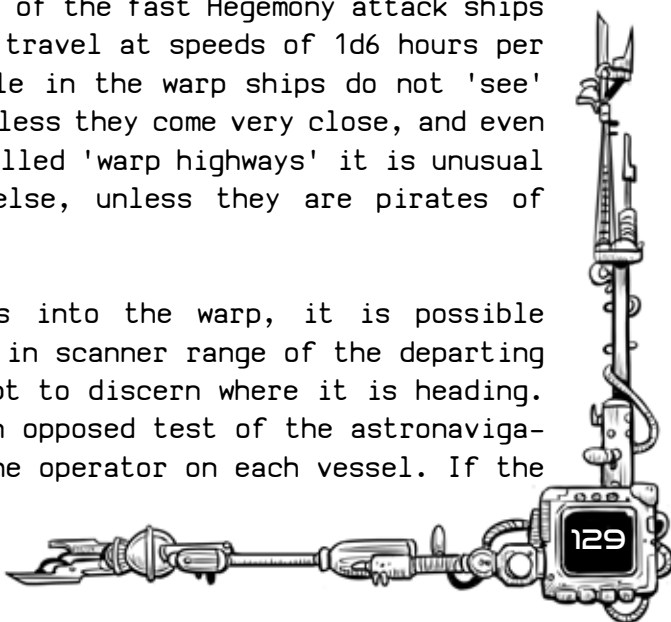 of the fast Hegemony attack ships
travel at speeds of 1d6 hours per
le in the warp ships do not 'see'
less they come very close, and even
lled 'warp highways' it is unusual
else, unless they are pirates of
s into the warp, it is possible
in scanner range of the departing
pt to discern where it is heading.
n opposed test of the astronaviga-
he operator on each vessel. If the
129